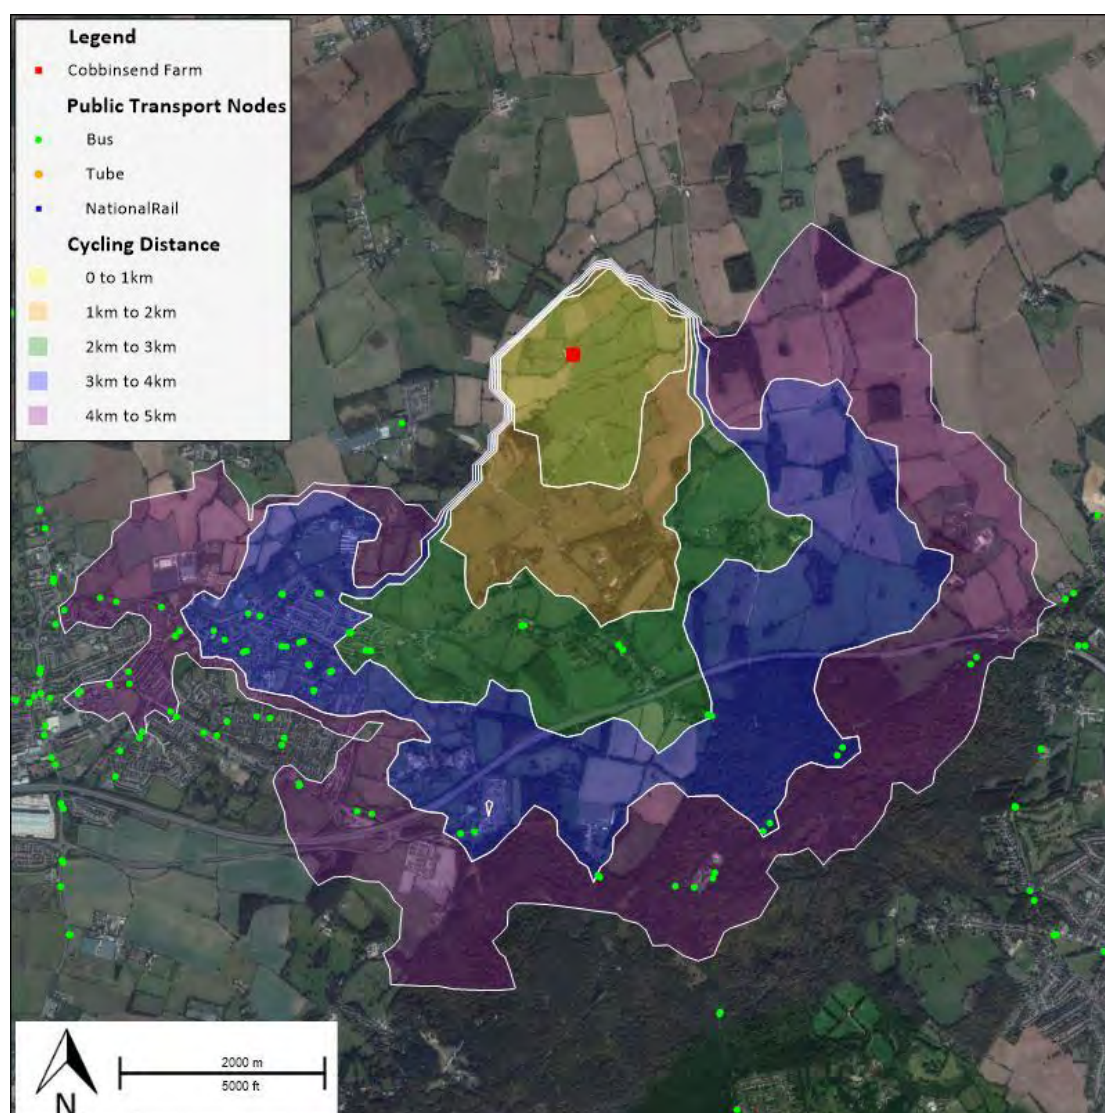 Legend
Cobbinsend Farm
Public Transport Nodes
Bus
Tube
NationalRail
Cycling Distance
0 to 1km
1km to 2km
2km to 3km
3km to 4km
4km to 5km
2000 m
5000 ft
N